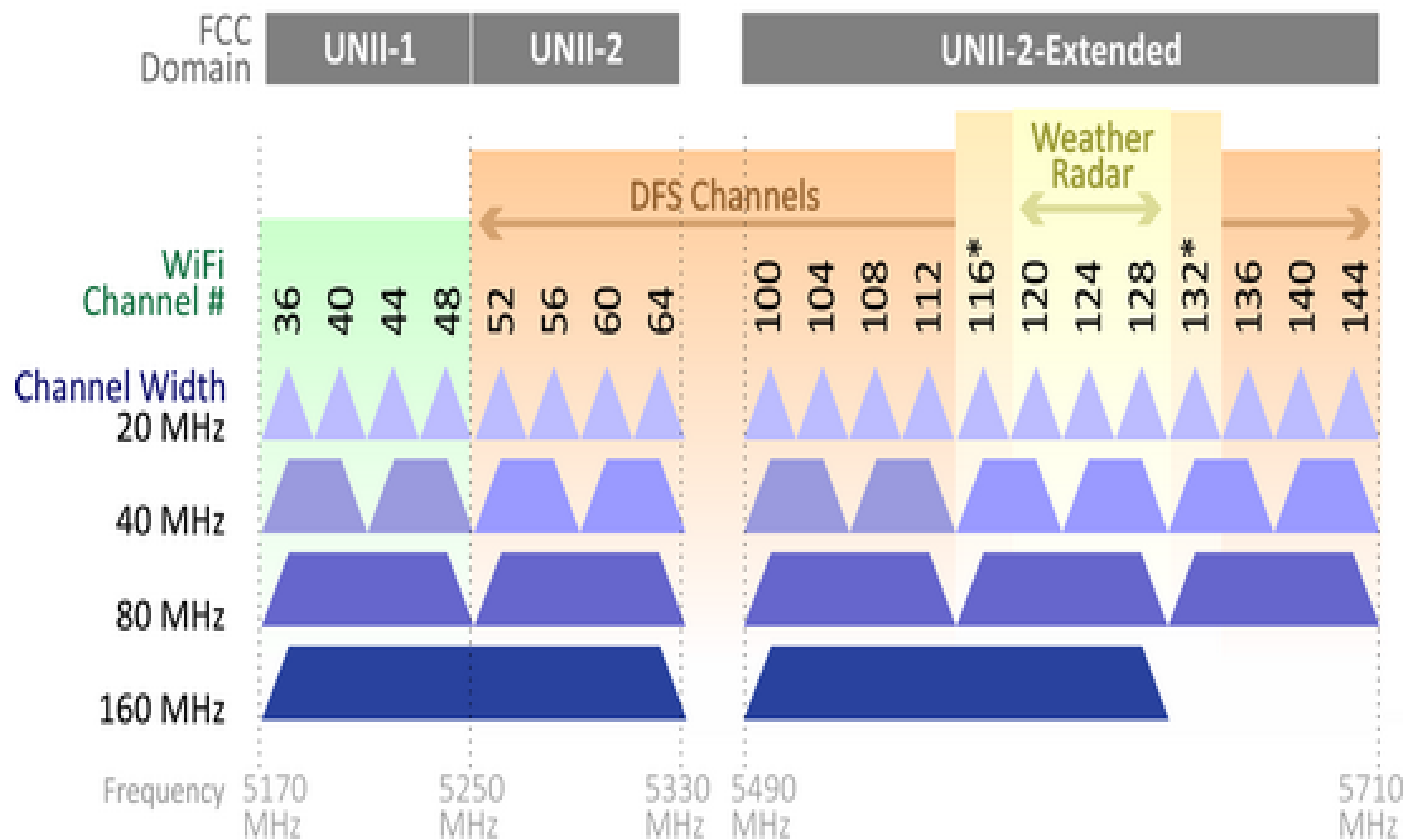 FCC
Domain
UNII-1
UNII-2
UNII-2-Extended
Weather
Radar
DFS Channels
WiFi
Channel #
36
40
44
48
52
56
60
64
100
104
108
112
116*
120
124
128
132*
136
140
144
Channel Width
20 MHz
40 MHz
80 MHz
160 MHz
Frequency
5170
MHz
5250
MHz
5330
MHz
5490
MHz
5710
MHz